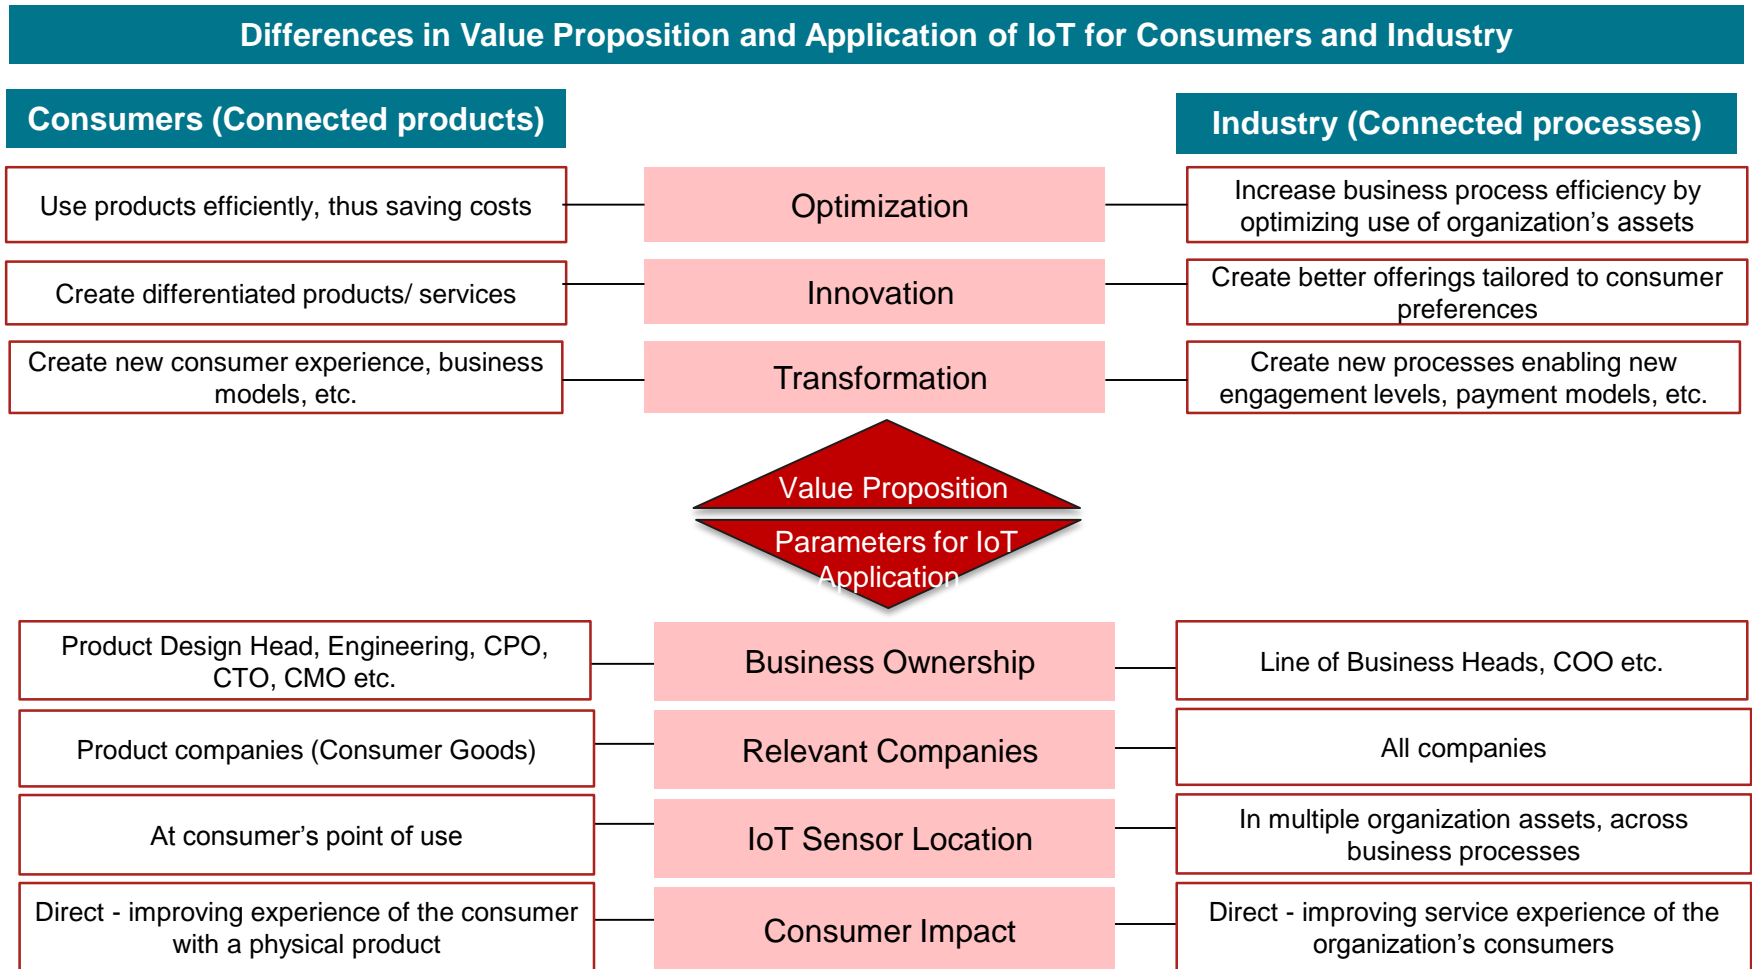 Differences in Value Proposition and Application of IoT for Consumers and Industry
Consumers (Connected products)
Industry (Connected processes)
Use products efficiently, thus saving costs
Optimization
Increase business process efficiency by
optimizing use of organization’s assets
Create differentiated products/ services
Innovation
Create better offerings tailored to consumer
preferences
Create new consumer experience, business
models, etc.
Transformation
Create new processes enabling new
engagement levels, payment models, etc.
Value Proposition
Parameters for IoT
Application
Product Design Head, Engineering, CPO,
CTO, CMO etc.
Business Ownership
Line of Business Heads, COO etc.
Product companies (Consumer Goods)
Relevant Companies
All companies
At consumer’s point of use
IoT Sensor Location
In multiple organization assets, across
business processes
Direct - improving experience of the consumer
with a physical product
Consumer Impact
Direct - improving service experience of the
organization’s consumers